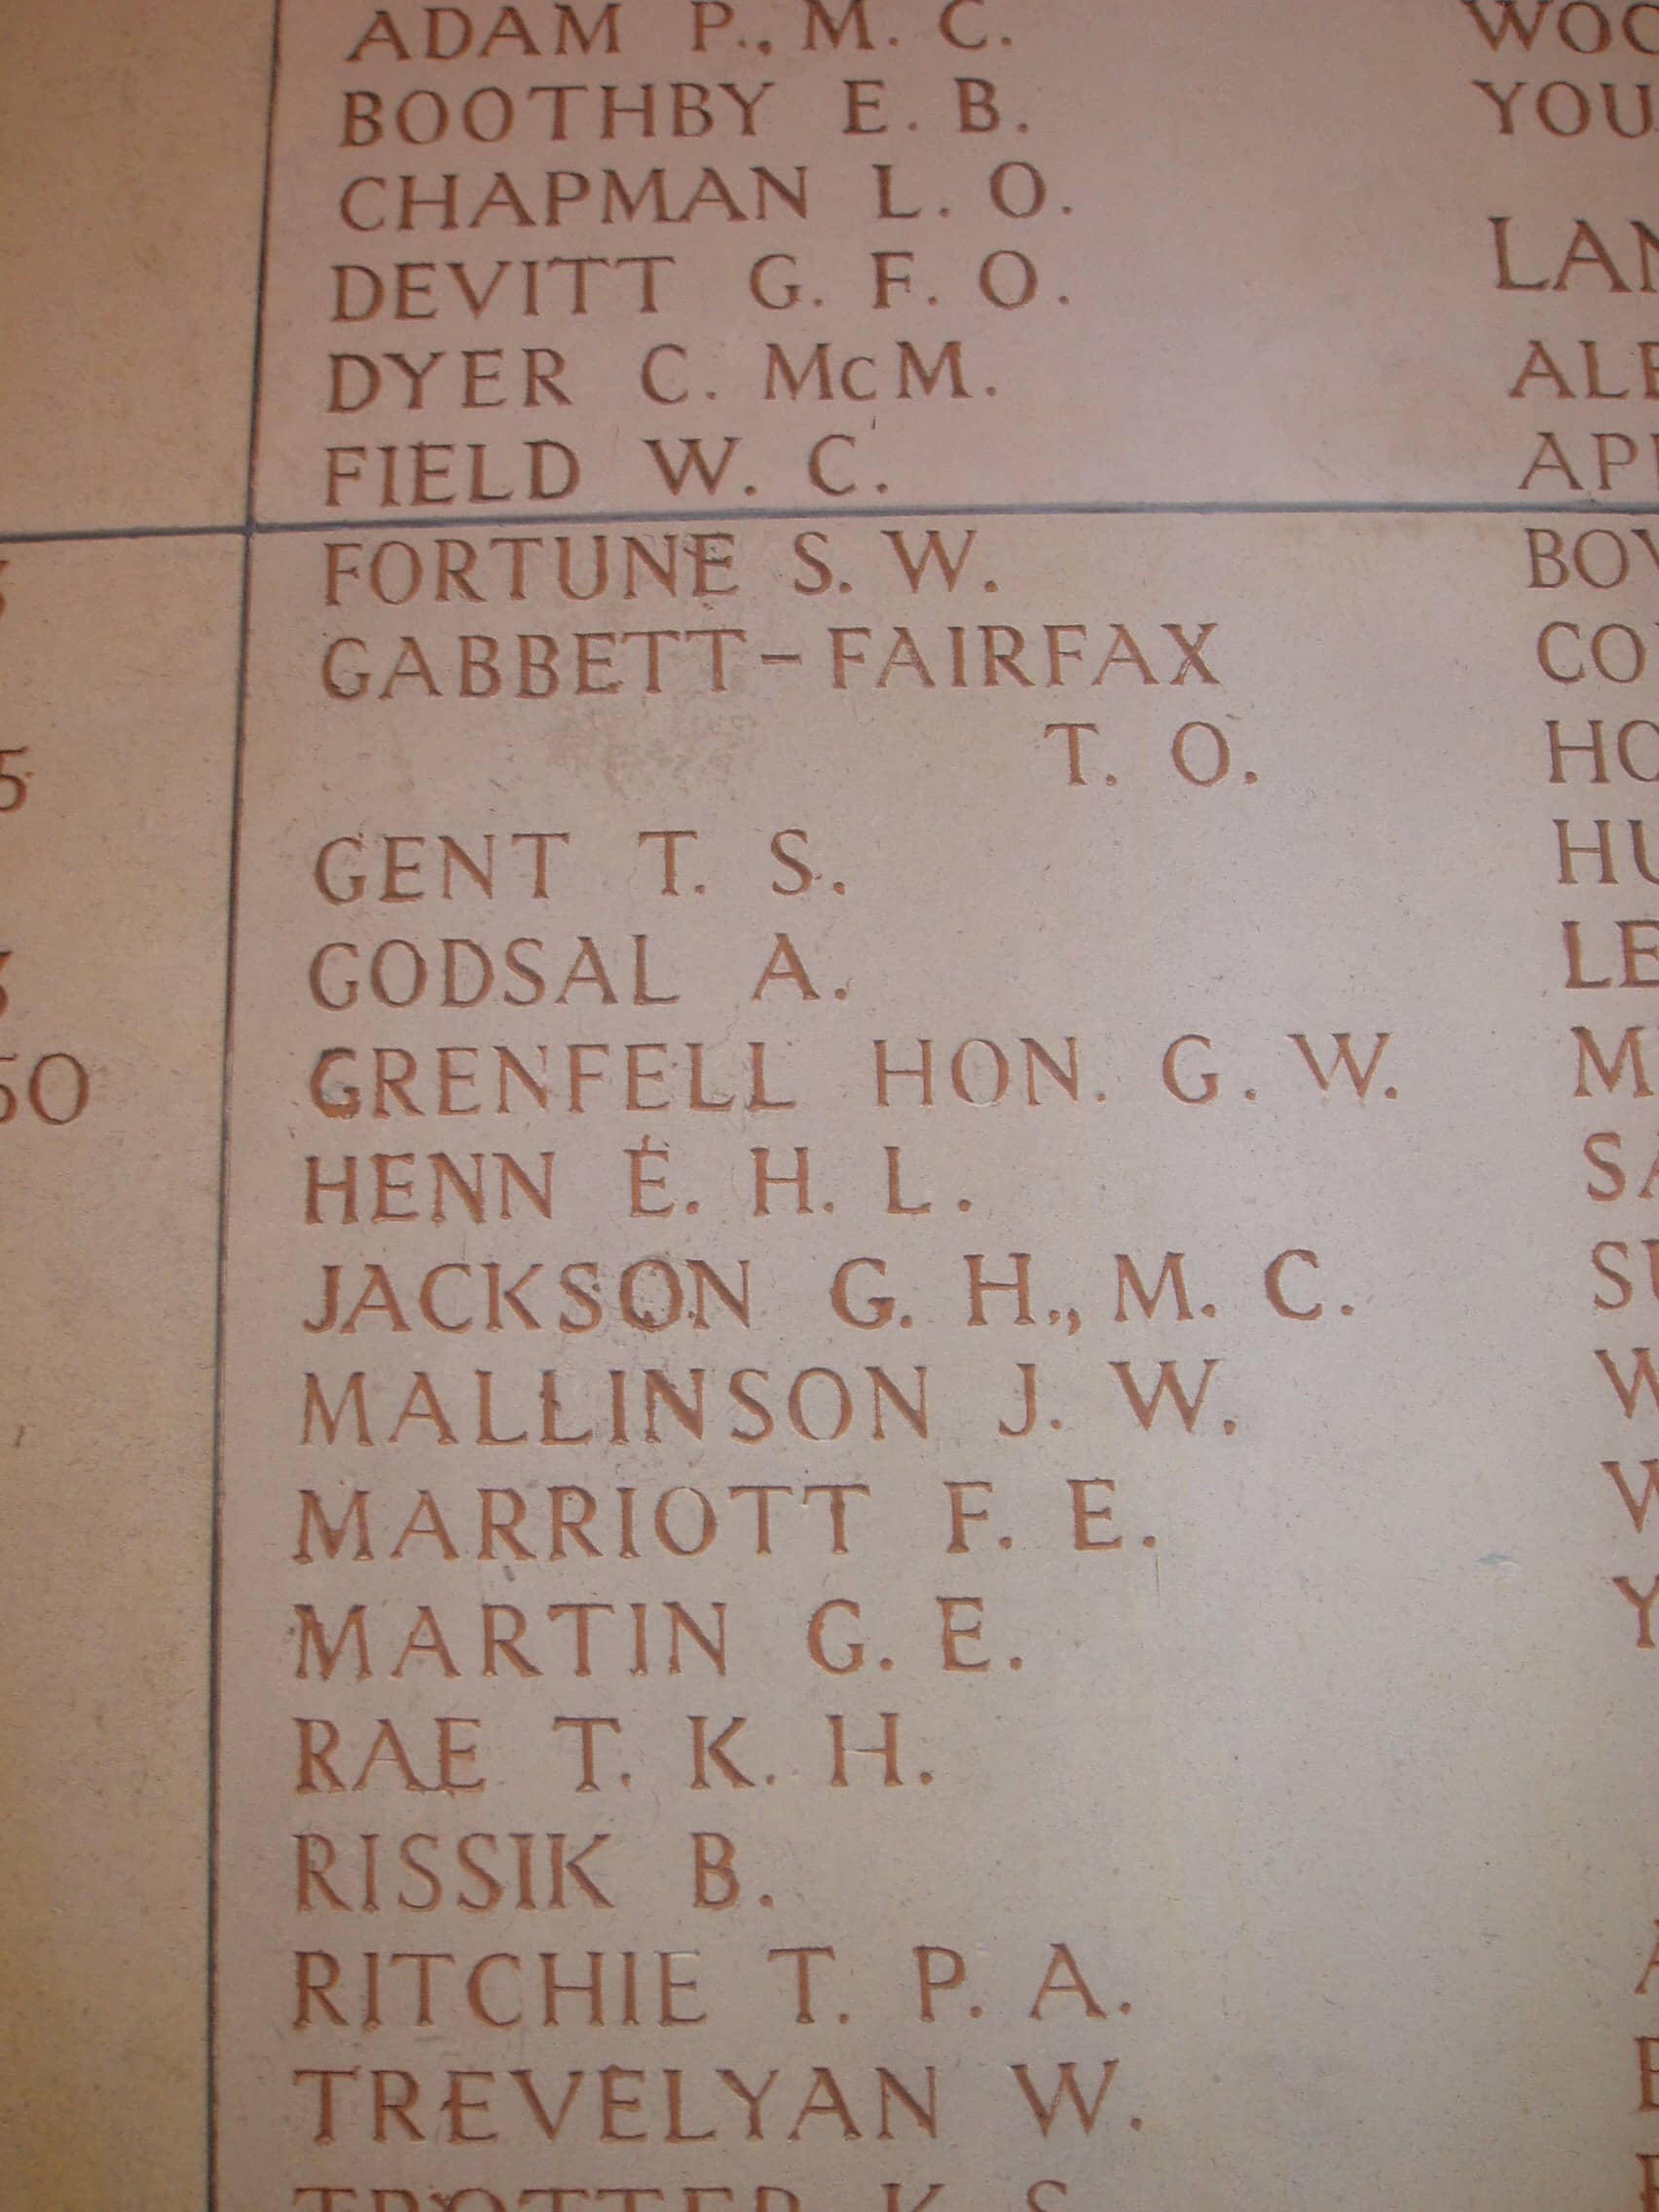 ADAM P., M. C.
BOOTHBY E. B.
CHAPMAN L. O.
DEVITT G. F. O.
DYER C. McM.
FIELD W. C.
FORTUNE S. W.
GABBETT-FAIRFAX
T. O.
GENT T. S.
GODSAL A.
GRENFELL HON. G. W.
HENN E. H. L.
JACKSON G. H., M. C.
MALLINSON J. W.
MARRIOTT F. E.
MARTIN G. E.
RAE T. K. H.
RISSIK B.
RITCHIE T. P. A.
TREVELYAN W.
TROTTER K. S.